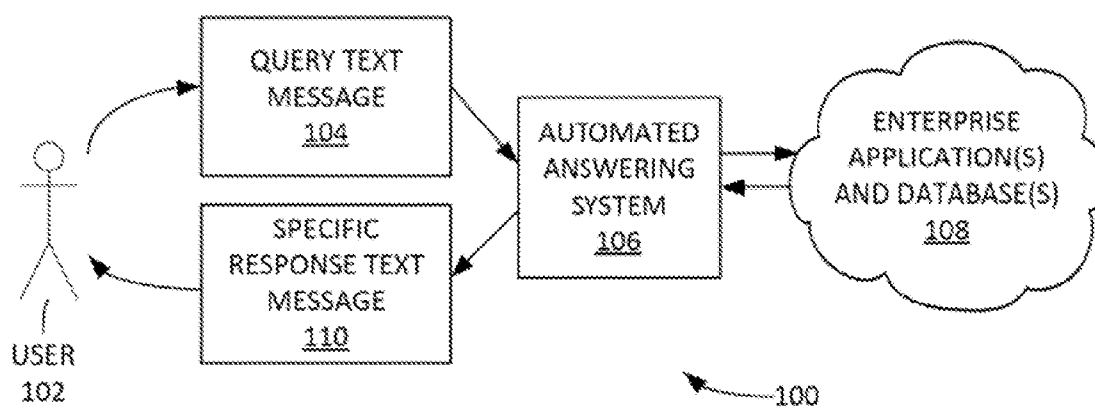 QUERY TEXT
MESSAGE
104
AUTOMATED
ANSWERING
SYSTEM
106
ENTERPRISE
APPLICATION(S)
AND DATABASE(S)
108
SPECIFIC
RESPONSE TEXT
MESSAGE
110
USER
102
100